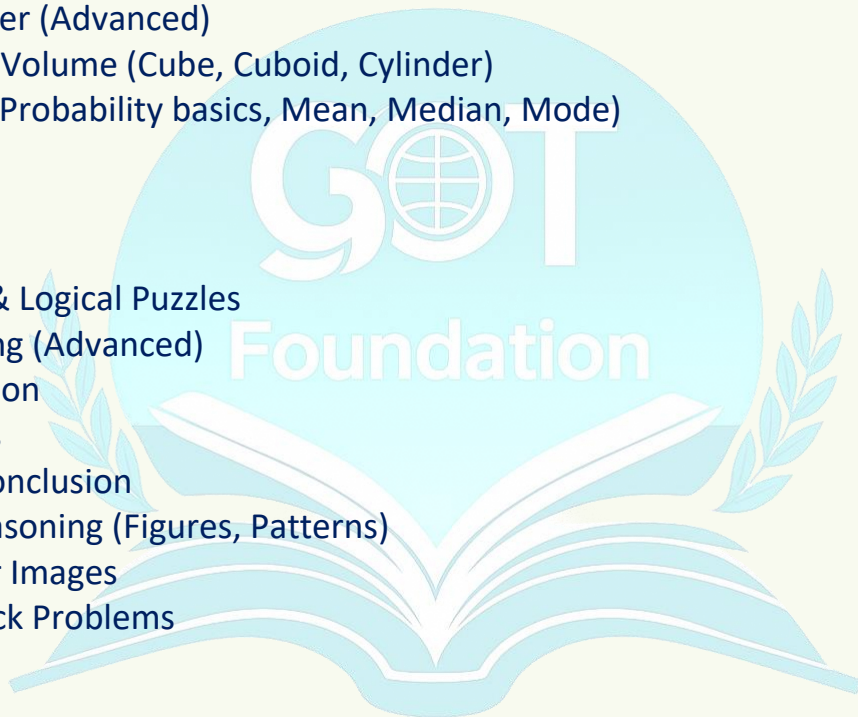 er (Advanced)
Volume (Cube, Cuboid, Cylinder)
Probability basics, Mean, Median, Mode)
GOT
& Logical Puzzles
ng (Advanced)
Foundation
on
onclusion
soning (Figures, Patterns)
r Images
ck Problems